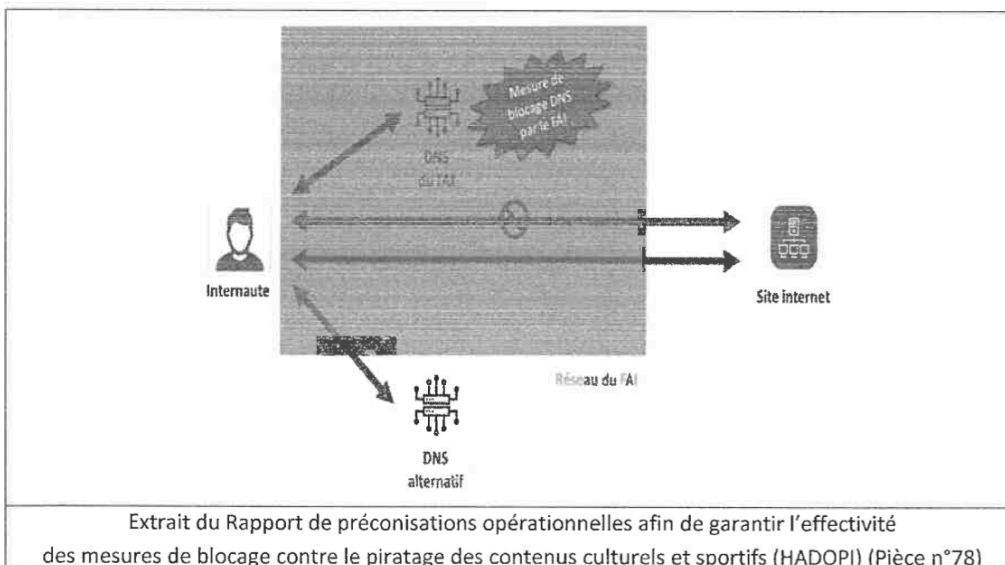 Mesure de
blocage DNS
par le FAI
DNS
du FAI
Internaute
Site internet
Réseau du FAI
DNS
alternatif
Extrait du Rapport de préconisations opérationnelles afin de garantir l'effectivité
des mesures de blocage contre le piratage des contenus culturels et sportifs (HADOPI) (Pièce n°78)